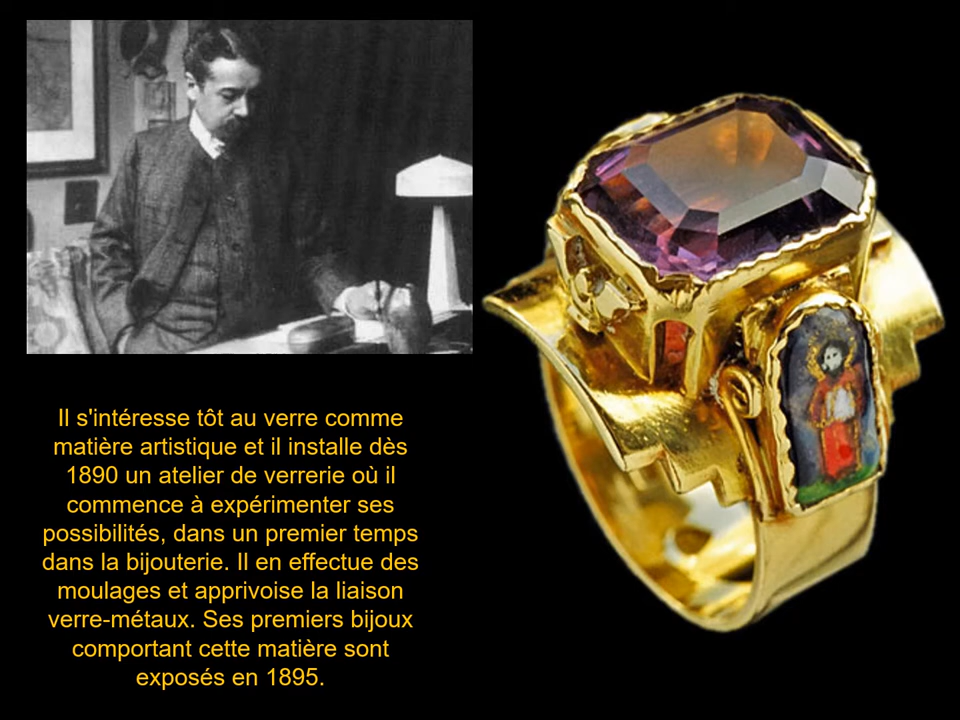 Il s'intéresse tôt au verre comme
matière artistique et il installe dès
1890 un atelier de verrerie où il
commence à expérimenter ses
possibilités, dans un premier temps
dans la bijouterie. Il en effectue des
moulages et apprivoise la liaison
verre-métaux. Ses premiers bijoux
comportant cette matière sont
exposés en 1895.